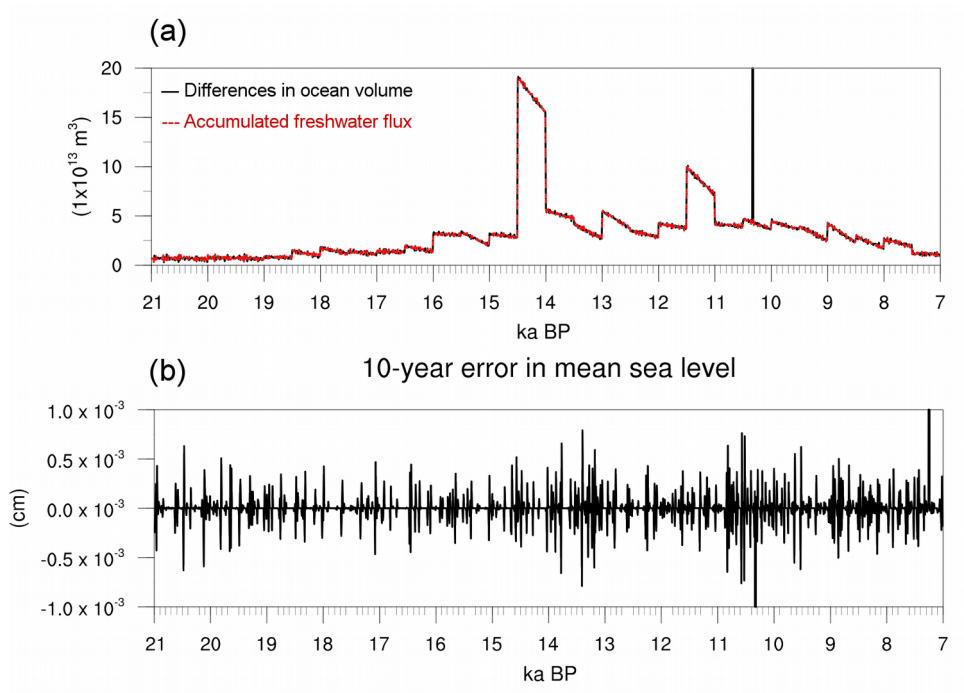 (a)
20
15
10
5
0
(1x10¹³ m³)
— Differences in ocean volume
--- Accumulated freshwater flux
21 20 19 18 17 16 15 14 13 12 11 10 9 8 7
ka BP
(b)
10-year error in mean sea level
1.0 x 10⁻³
0.5 x 10⁻³
0.0 x 10⁻³
-0.5 x 10⁻³
-1.0 x 10⁻³
(cm)
21 20 19 18 17 16 15 14 13 12 11 10 9 8 7
ka BP